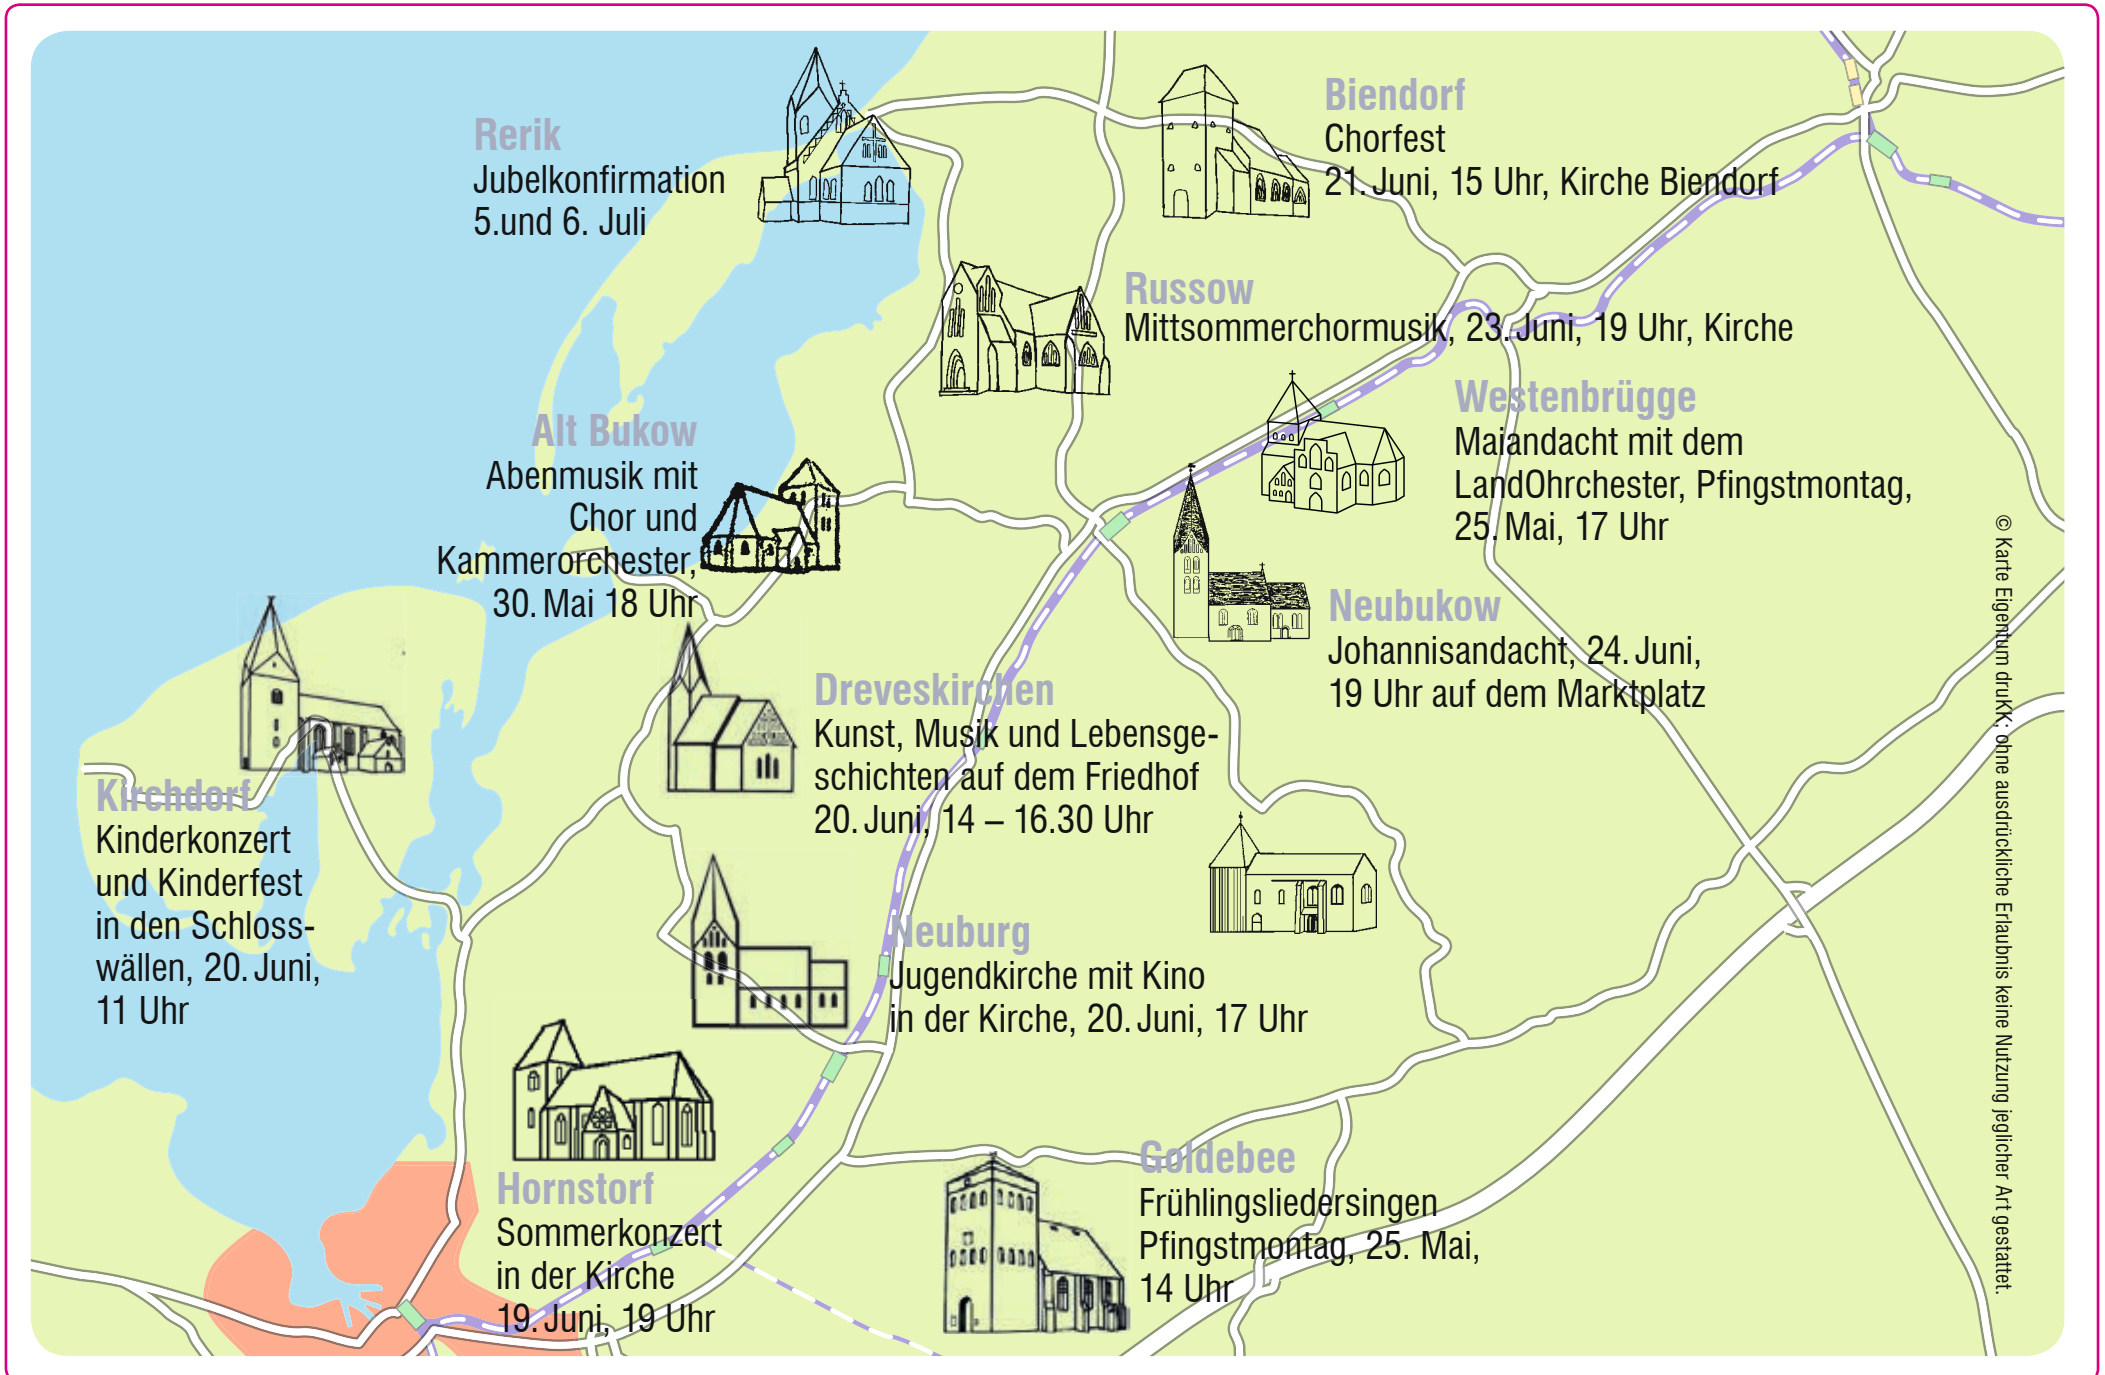 Rerik
Jubelkonfirmation
5.und 6. Juli
Biendorf
Chorfest
21. Juni, 15 Uhr, Kirche Biendorf
Russow
Mittsommerchormusik, 23. Juni, 19 Uhr, Kirche
Westenbrügge
Maiandacht mit dem
LandOhrchester, Pfingstmontag,
25. Mai, 17 Uhr
Alt Bukow
Abenmusik mit
Chor und
Kammerorchester,
30. Mai 18 Uhr
Neubukow
Johannisandacht, 24. Juni,
19 Uhr auf dem Marktplatz
Dreveskirchen
Kunst, Musik und Lebensge-
schichten auf dem Friedhof
20. Juni, 14 – 16.30 Uhr
Kirchdorf
Kinderkonzert
und Kinderfest
in den Schloss-
wällen, 20. Juni,
11 Uhr
Neuburg
Jugendkirche mit Kino
in der Kirche, 20. Juni, 17 Uhr
Hornstorf
Sommerkonzert
in der Kirche
19. Juni, 19 Uhr
Goldebee
Frühlingsliedersingen
Pfingstmontag, 25. Mai,
14 Uhr
© Karte Eigentum druKK; ohne ausdrückliche Erlaubnis keine Nutzung jeglicher Art gestattet.